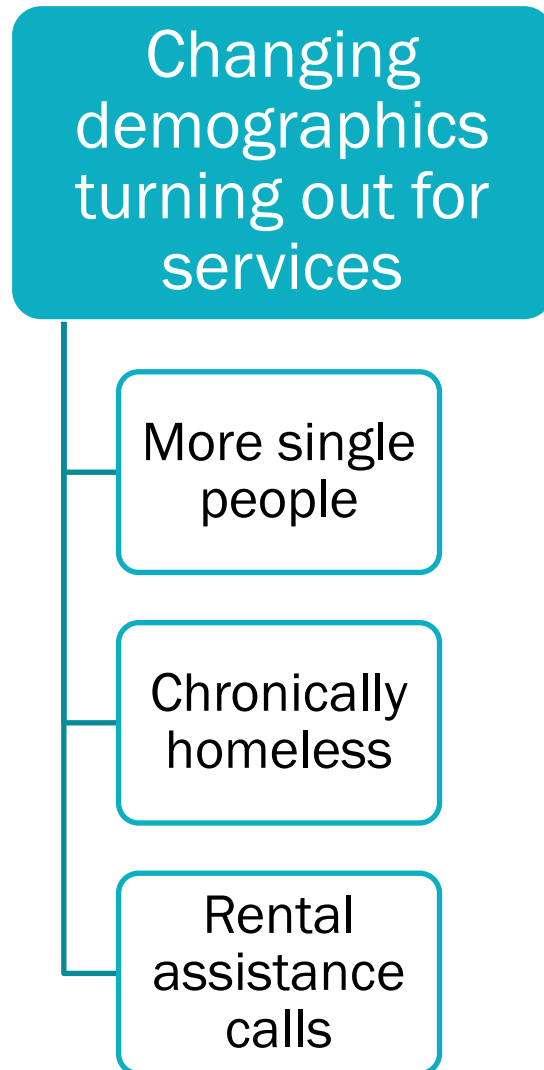 Changing
demographics
turning out for
services
More single
people
Chronically
homeless
Rental
assistance
calls